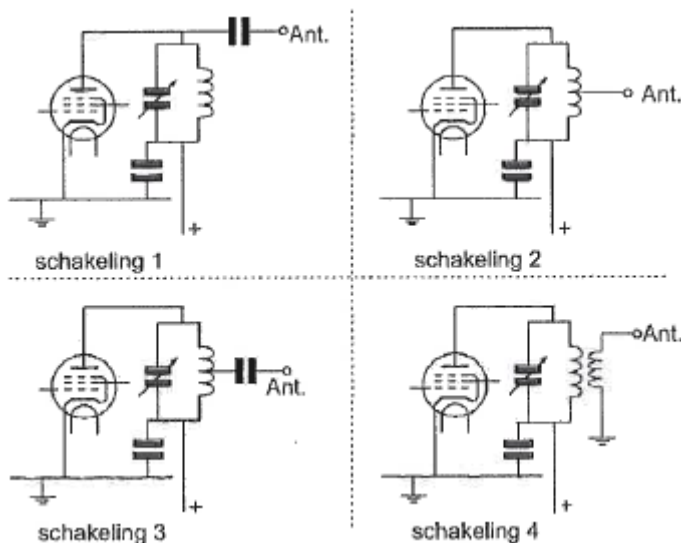 Ant.
+
schakeling 1
Ant.
+
schakeling 2
Ant.
+
schakeling 3
Ant.
+
schakeling 4